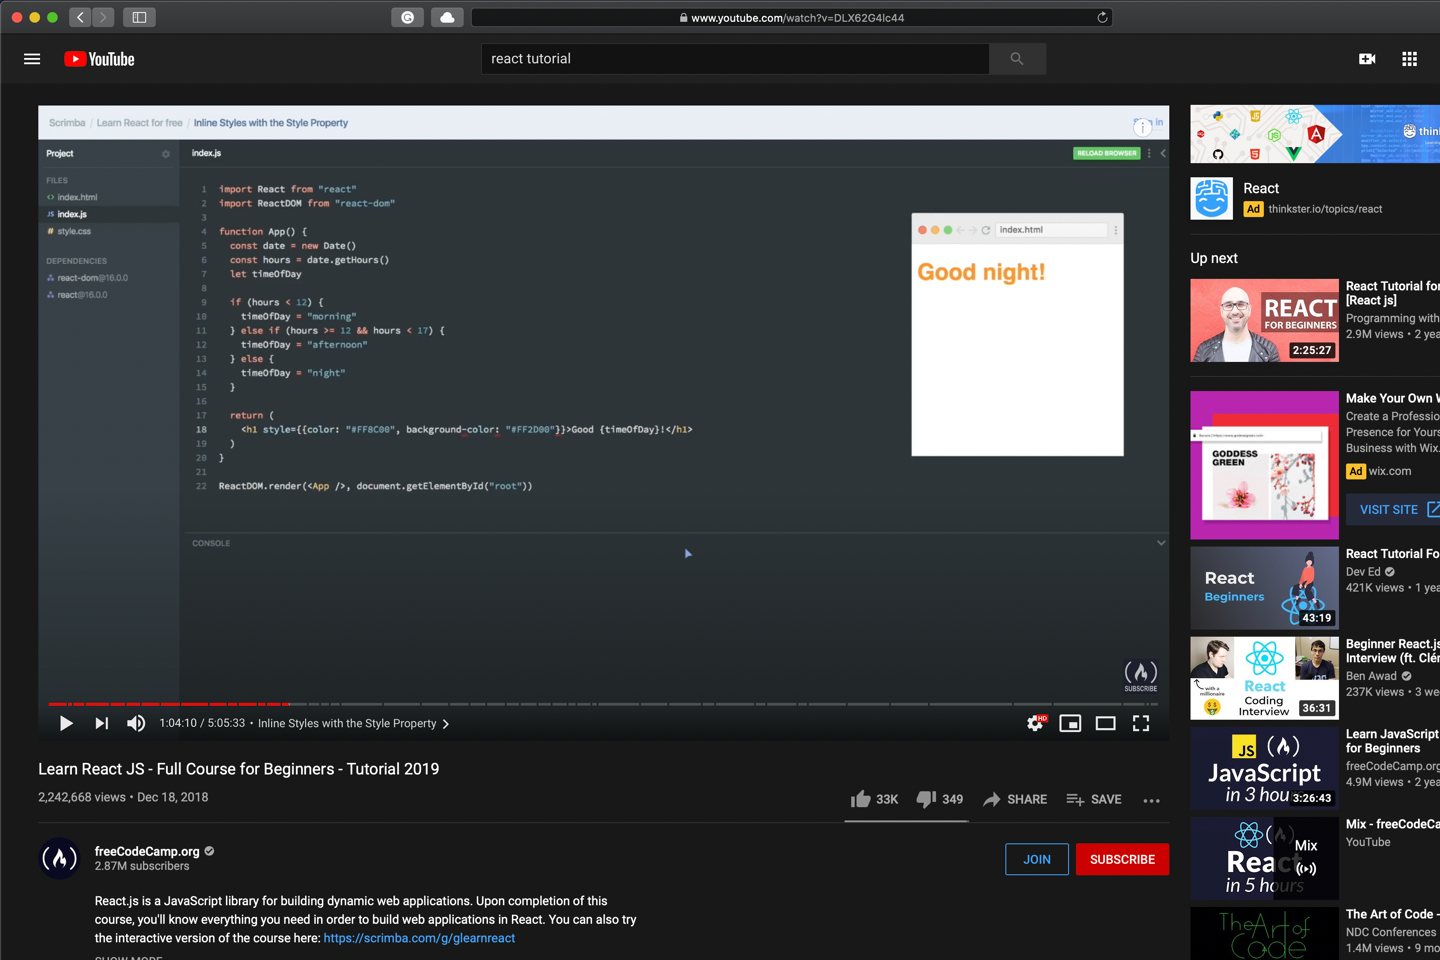 www.youtube.com/watch?v=DLX62G4lc44
YouTube
react tutorial
Scrimba / Learn React for free / Inline Styles with the Style Property
in
Project
index.js
RELOAD BROWSER
FILES
index.html
JS index.js
# style.css
DEPENDENCIES
react-dom@16.0.0
react@16.0.0
1 import React from "react"
2 import ReactDOM from "react-dom"
3
4 function App() {
5 const date = new Date()
6 const hours = date.getHours()
7 let timeOfDay
8
9 if (hours < 12) {
10 timeOfDay = "morning"
11 } else if (hours >= 12 && hours < 17) {
12 timeOfDay = "afternoon"
13 } else {
14 timeOfDay = "night"
15 }
16
17 return (
18 <h1 style={{color: "#FF8C00", background-color: "#FF2D00"}}>Good {timeOfDay}!</h1>
19 )
20 }
21
22 ReactDOM.render(<App />, document.getElementById("root"))
index.html
Good night!
CONSOLE
SUBSCRIBE
1:04:10 / 5:05:33 • Inline Styles with the Style Property
HD
Learn React JS - Full Course for Beginners - Tutorial 2019
2,242,668 views • Dec 18, 2018
33K
349
SHARE
SAVE
freeCodeCamp.org
2.87M subscribers
JOIN
SUBSCRIBE
React.js is a JavaScript library for building dynamic web applications. Upon completion of this
course, you'll know everything you need in order to build web applications in React. You can also try
the interactive version of the course here: https://scrimba.com/g/glearnreact
SHOW MORE
thin
React
Ad thinkster.io/topics/react
Up next
REACT
FOR BEGINNERS
2:25:27
React Tutorial for
[React js]
Programming with
2.9M views • 2 yea
GODDESS
GREEN
Make Your Own W
Create a Professio
Presence for Yours
Business with Wix.
Ad wix.com
VISIT SITE
React
Beginners
43:19
React Tutorial Fo
Dev Ed
421K views • 1 yea
with a
millionaire
React
Coding
Interview
36:31
Beginner React.js
Interview (ft. Clér
Ben Awad
237K views • 3 wee
JS
JavaScript
in 3 hou
3:26:43
Learn JavaScript
for Beginners
freeCodeCamp.org
4.9M views • 2 yea
React
in 5 hours
Mix
Mix - freeCodeCa
YouTube
The Art of
Code
The Art of Code -
NDC Conferences
1.4M views • 9 mo